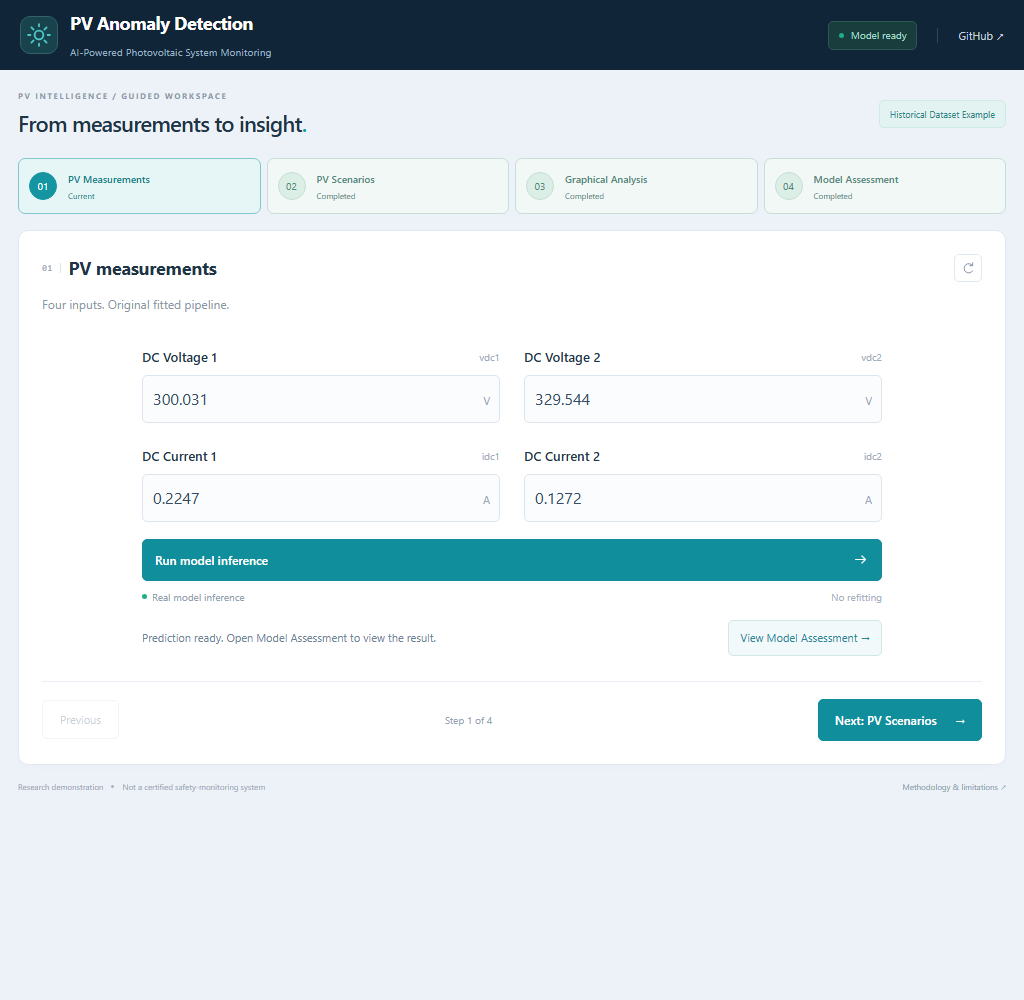 PV Anomaly Detection
AI-Powered Photovoltaic System Monitoring
Model ready
GitHub ↗
PV INTELLIGENCE / GUIDED WORKSPACE
From measurements to insight.
Historical Dataset Example
01
PV Measurements
Current
02
PV Scenarios
Completed
03
Graphical Analysis
Completed
04
Model Assessment
Completed
01
PV measurements
Four inputs. Original fitted pipeline.
DC Voltage 1
vdc1
300.031
V
DC Voltage 2
vdc2
329.544
V
DC Current 1
idc1
0.2247
A
DC Current 2
idc2
0.1272
A
Run model inference →
Real model inference
No refitting
Prediction ready. Open Model Assessment to view the result.
View Model Assessment →
Previous
Step 1 of 4
Next: PV Scenarios →
Research demonstration • Not a certified safety-monitoring system
Methodology & limitations ↗